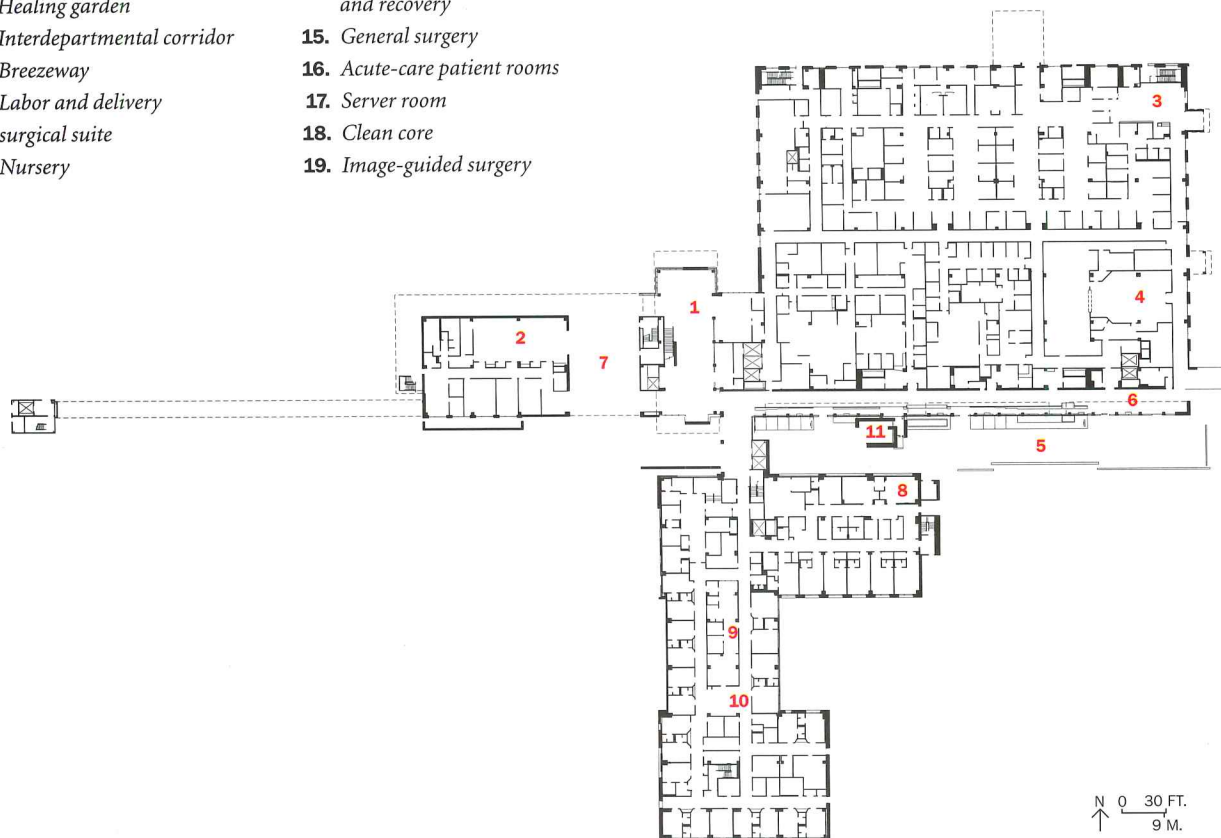 Healing garden
Interdepartmental corridor
Breezeway
Labor and delivery
surgical suite
Nursery
and recovery
15. General surgery
16. Acute-care patient rooms
17. Server room
18. Clean core
19. Image-guided surgery
3
4
1
2
7
6
11
5
8
9
10
N 0 30 FT.
9 M.